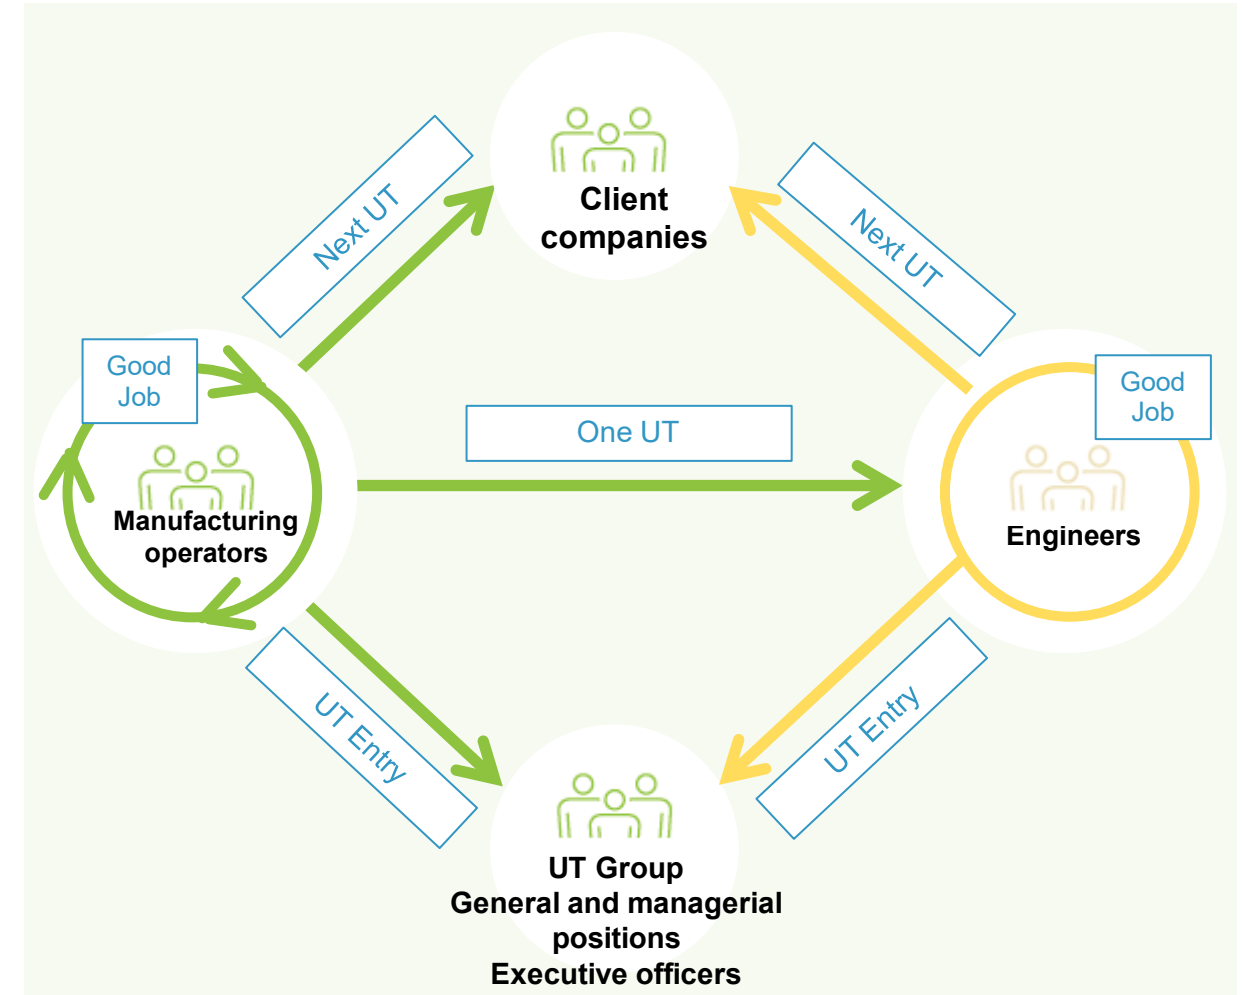 Client
companies
Next UT
Next UT
Good
Job
Good
Job
One UT
Manufacturing
operators
Engineers
UT Entry
UT Entry
UT Group
General and managerial
positions
Executive officers